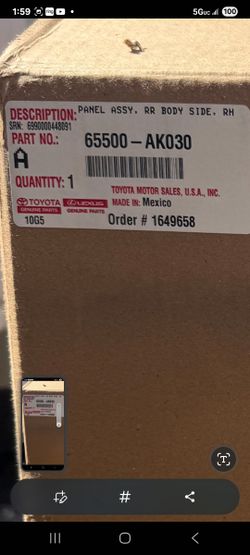 1:59
5G UC
100
DESCRIPTION: PANEL ASSY, RR BODY SIDE, RH
SRN: 6990000448091
PART NO.: 65500-AK030
A
QUANTITY: 1
TOYOTA MOTOR SALES, U.S.A., INC.
TOYOTA LEXUS
GENUINE PARTS GENUINE PARTS
MADE IN: Mexico
10G5
Order # 1649658